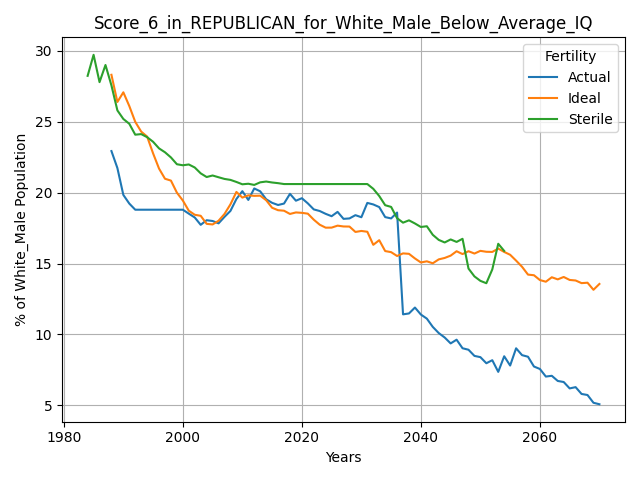 Score_6_in_REPUBLICAN_for_White_Male_Below_Average_IQ
% of White_Male Population
30
25
20
15
10
5
Fertility
Actual
Ideal
Sterile
1980
2000
2020
2040
2060
Years